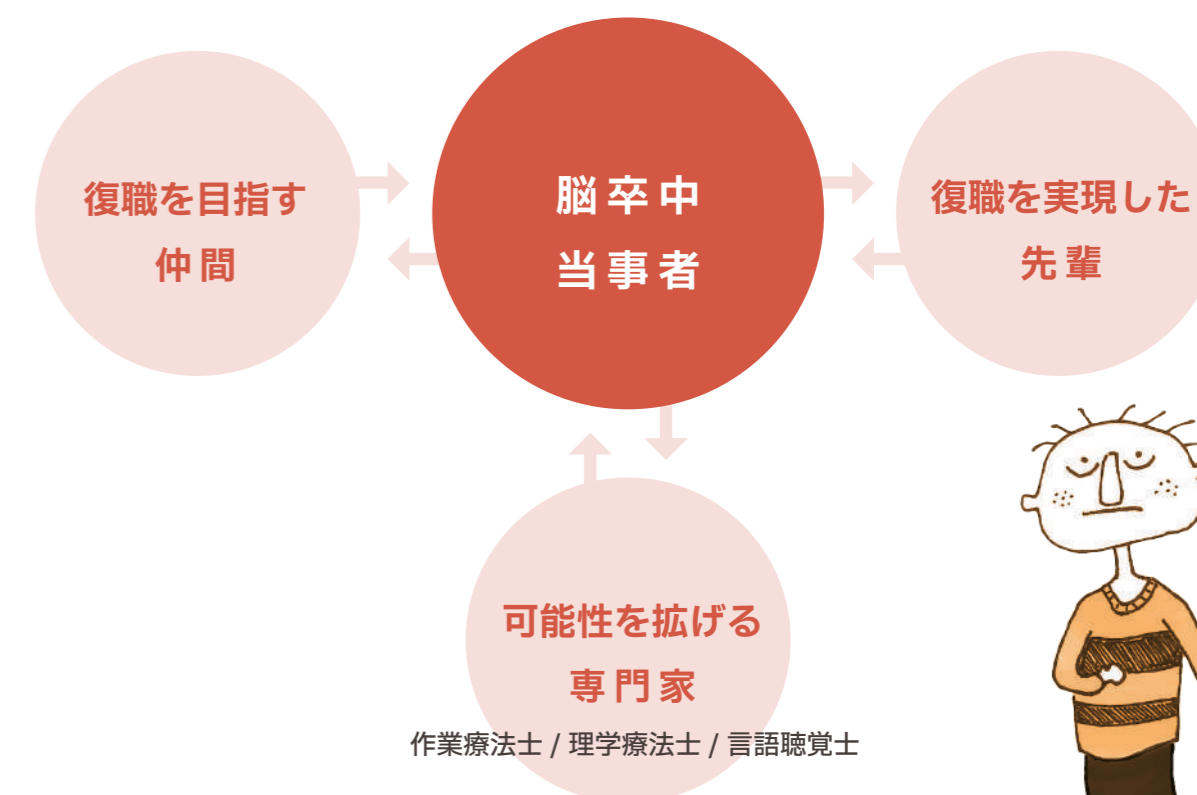 復職を目指す
仲間
脳卒中
当事者
復職を実現した
先輩
可能性を拡げる
専門家
作業療法士 / 理学療法士 / 言語聴覚士